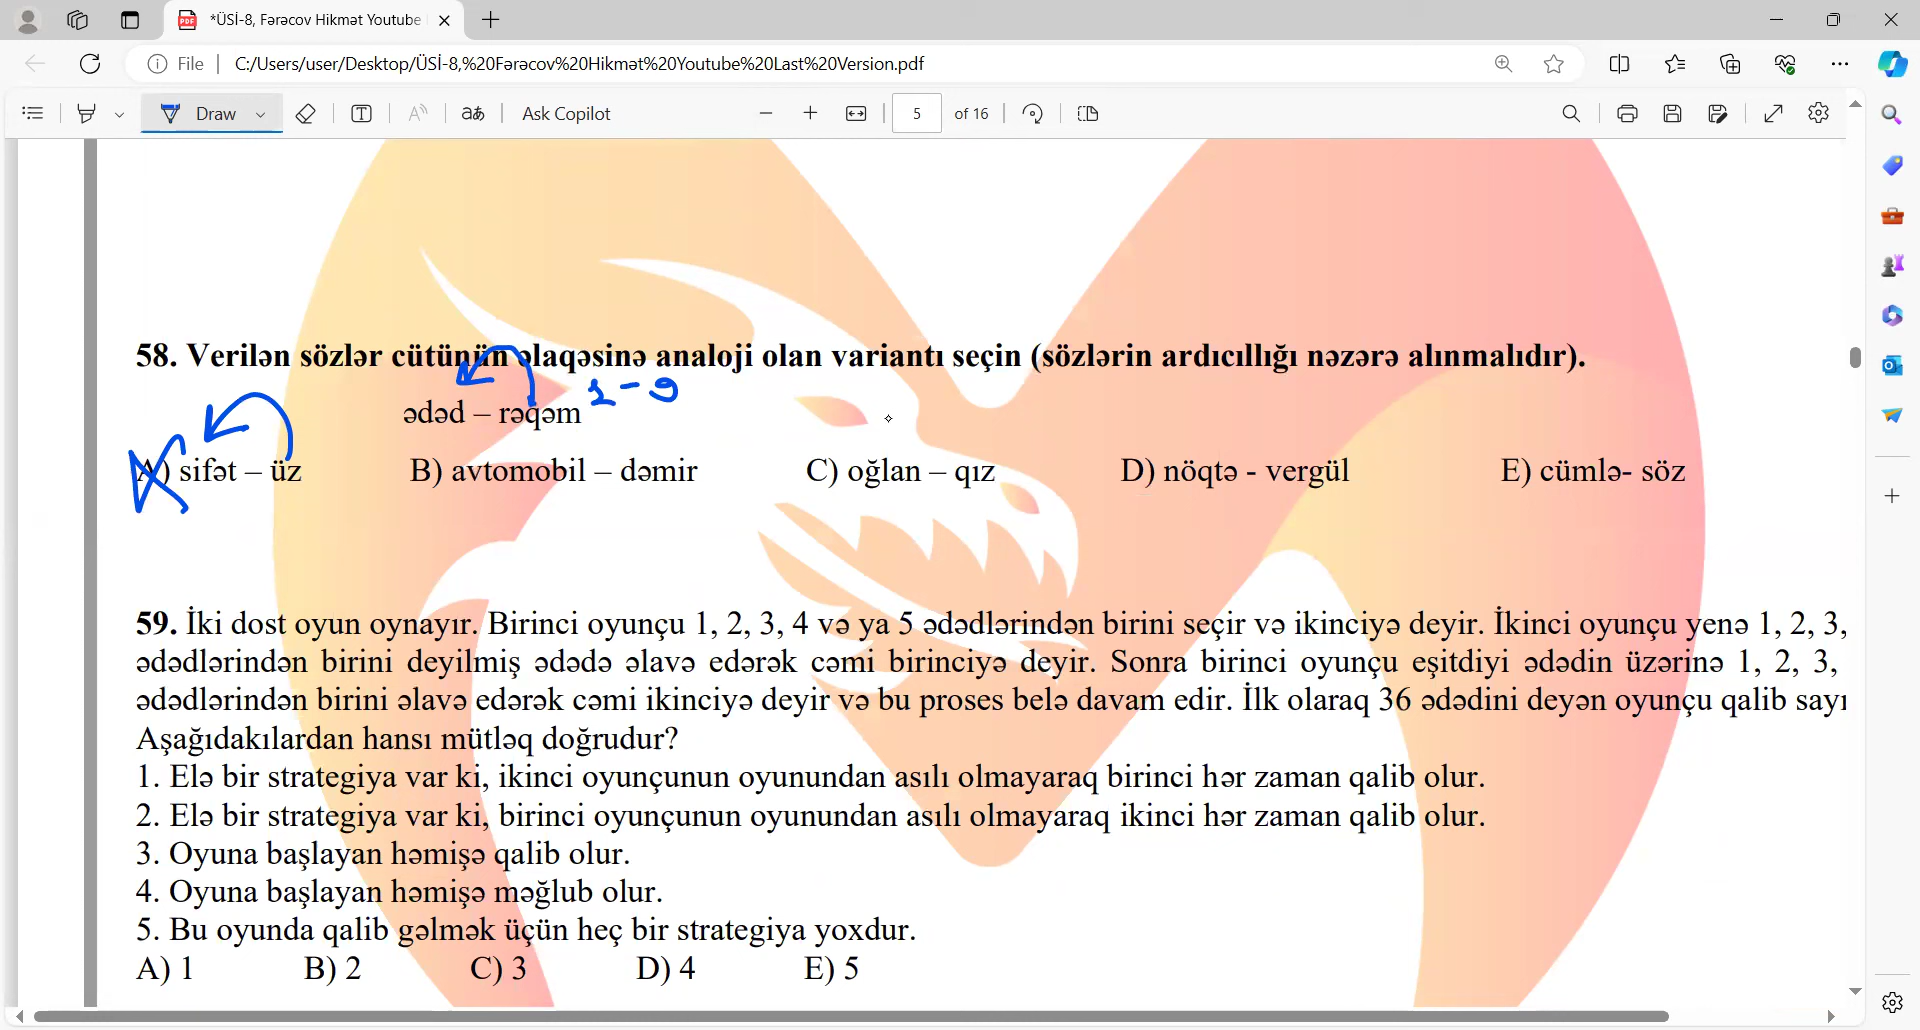 *ÜSİ-8, Fərəcov Hikmət Youtube
File
C:/Users/user/Desktop/ÜSİ-8,%20Fərəcov%20Hikmət%20Youtube%20Last%20Version.pdf
Draw
Ask Copilot
5 of 16
58. Verilən sözlər cütünün əlaqəsinə analoji olan variantı seçin (sözlərin ardıcıllığı nəzərə alınmalıdır).
ədəd – rəqəm 1-9
A) sifət – üz B) avtomobil – dəmir C) oğlan – qız D) nöqtə - vergül E) cümlə- söz
59. İki dost oyun oynayır. Birinci oyunçu 1, 2, 3, 4 və ya 5 ədədlərindən birini seçir və ikinciyə deyir. İkinci oyunçu yenə 1, 2, 3,
ədədlərindən birini deyilmiş ədədə əlavə edərək cəmi birinciyə deyir. Sonra birinci oyunçu eşitdiyi ədədin üzərinə 1, 2, 3,
ədədlərindən birini əlavə edərək cəmi ikinciyə deyir və bu proses belə davam edir. İlk olaraq 36 ədədini deyən oyunçu qalib sayı
Aşağıdakılardan hansı mütləq doğrudur?
1. Elə bir strategiya var ki, ikinci oyunçunun oyunundan asılı olmayaraq birinci hər zaman qalib olur.
2. Elə bir strategiya var ki, birinci oyunçunun oyunundan asılı olmayaraq ikinci hər zaman qalib olur.
3. Oyuna başlayan həmişə qalib olur.
4. Oyuna başlayan həmişə məğlub olur.
5. Bu oyunda qalib gəlmək üçün heç bir strategiya yoxdur.
A) 1 B) 2 C) 3 D) 4 E) 5